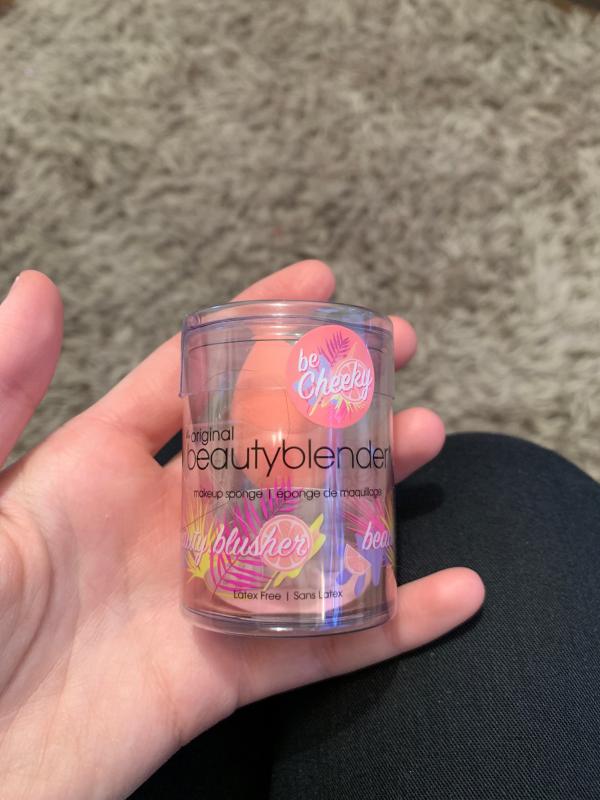 be
Cheeky
original
beautyblender
makeup sponge | éponge de maquillage
blusher
Latex Free | Sans Latex